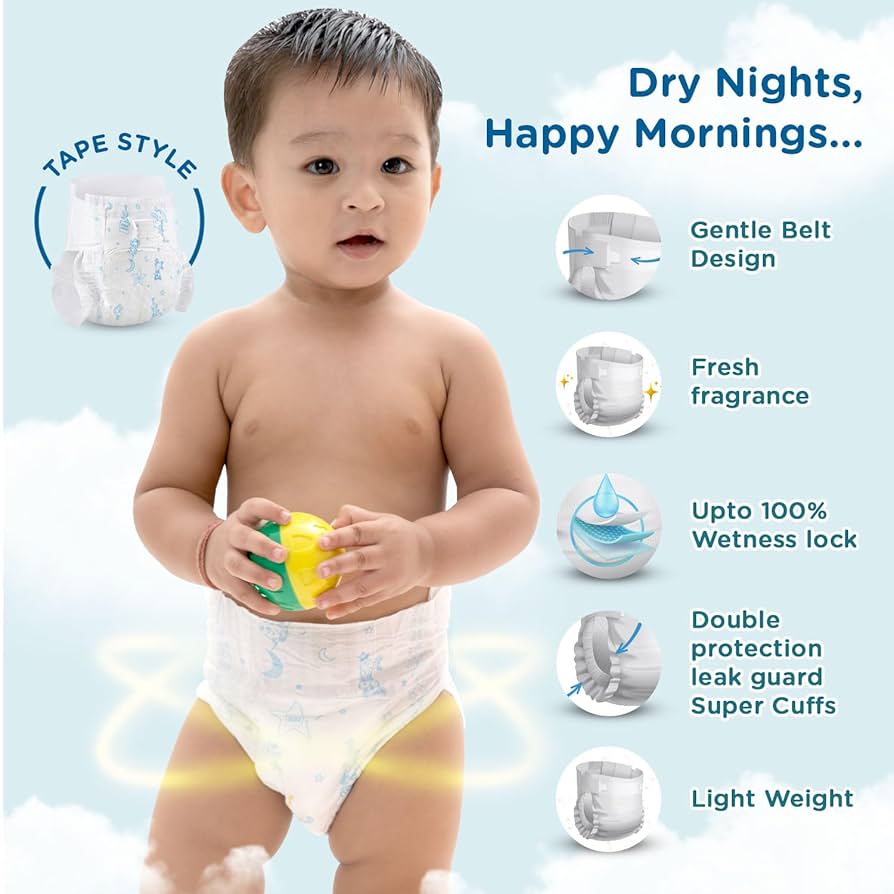 TAPE STYLE
Dry Nights,
Happy Mornings...
Gentle Belt
Design
Fresh
fragrance
Upto 100%
Wetness lock
Double
protection
leak guard
Super Cuffs
Light Weight